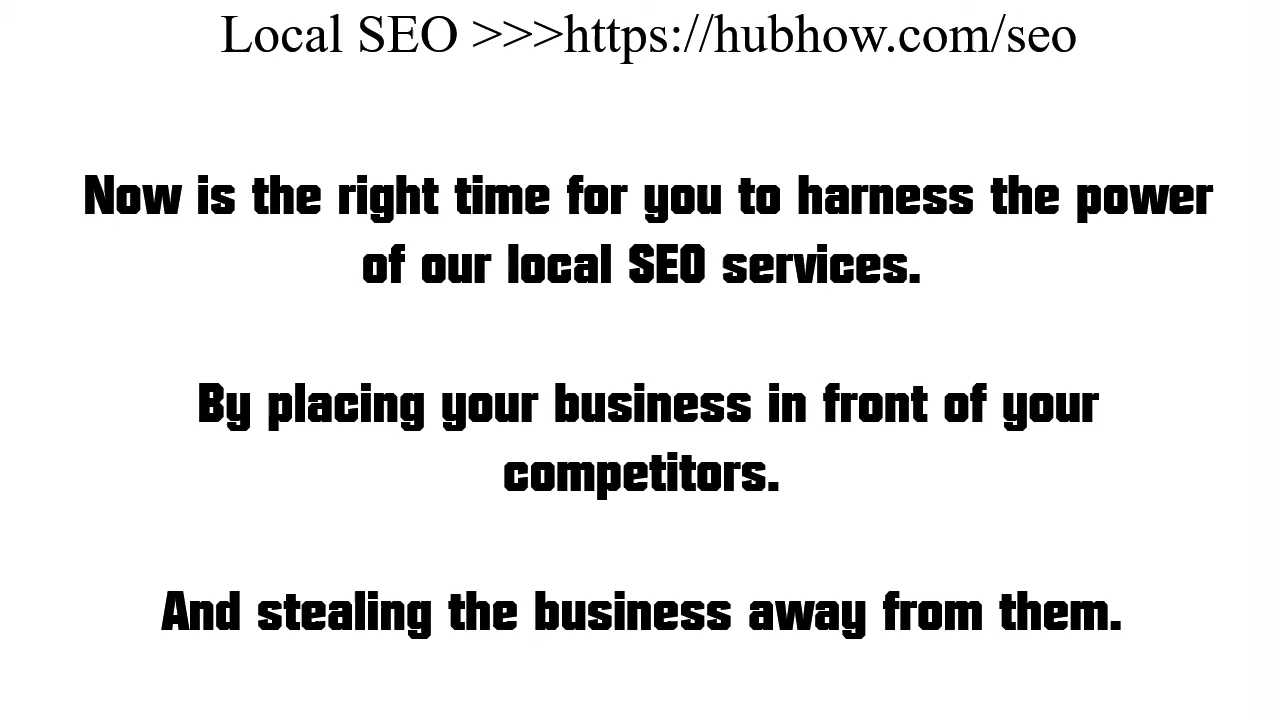 Local SEO >>>https://hubhow.com/seo
Now is the right time for you to harness the power
of our local SEO services.
By placing your business in front of your
competitors.
And stealing the business away from them.